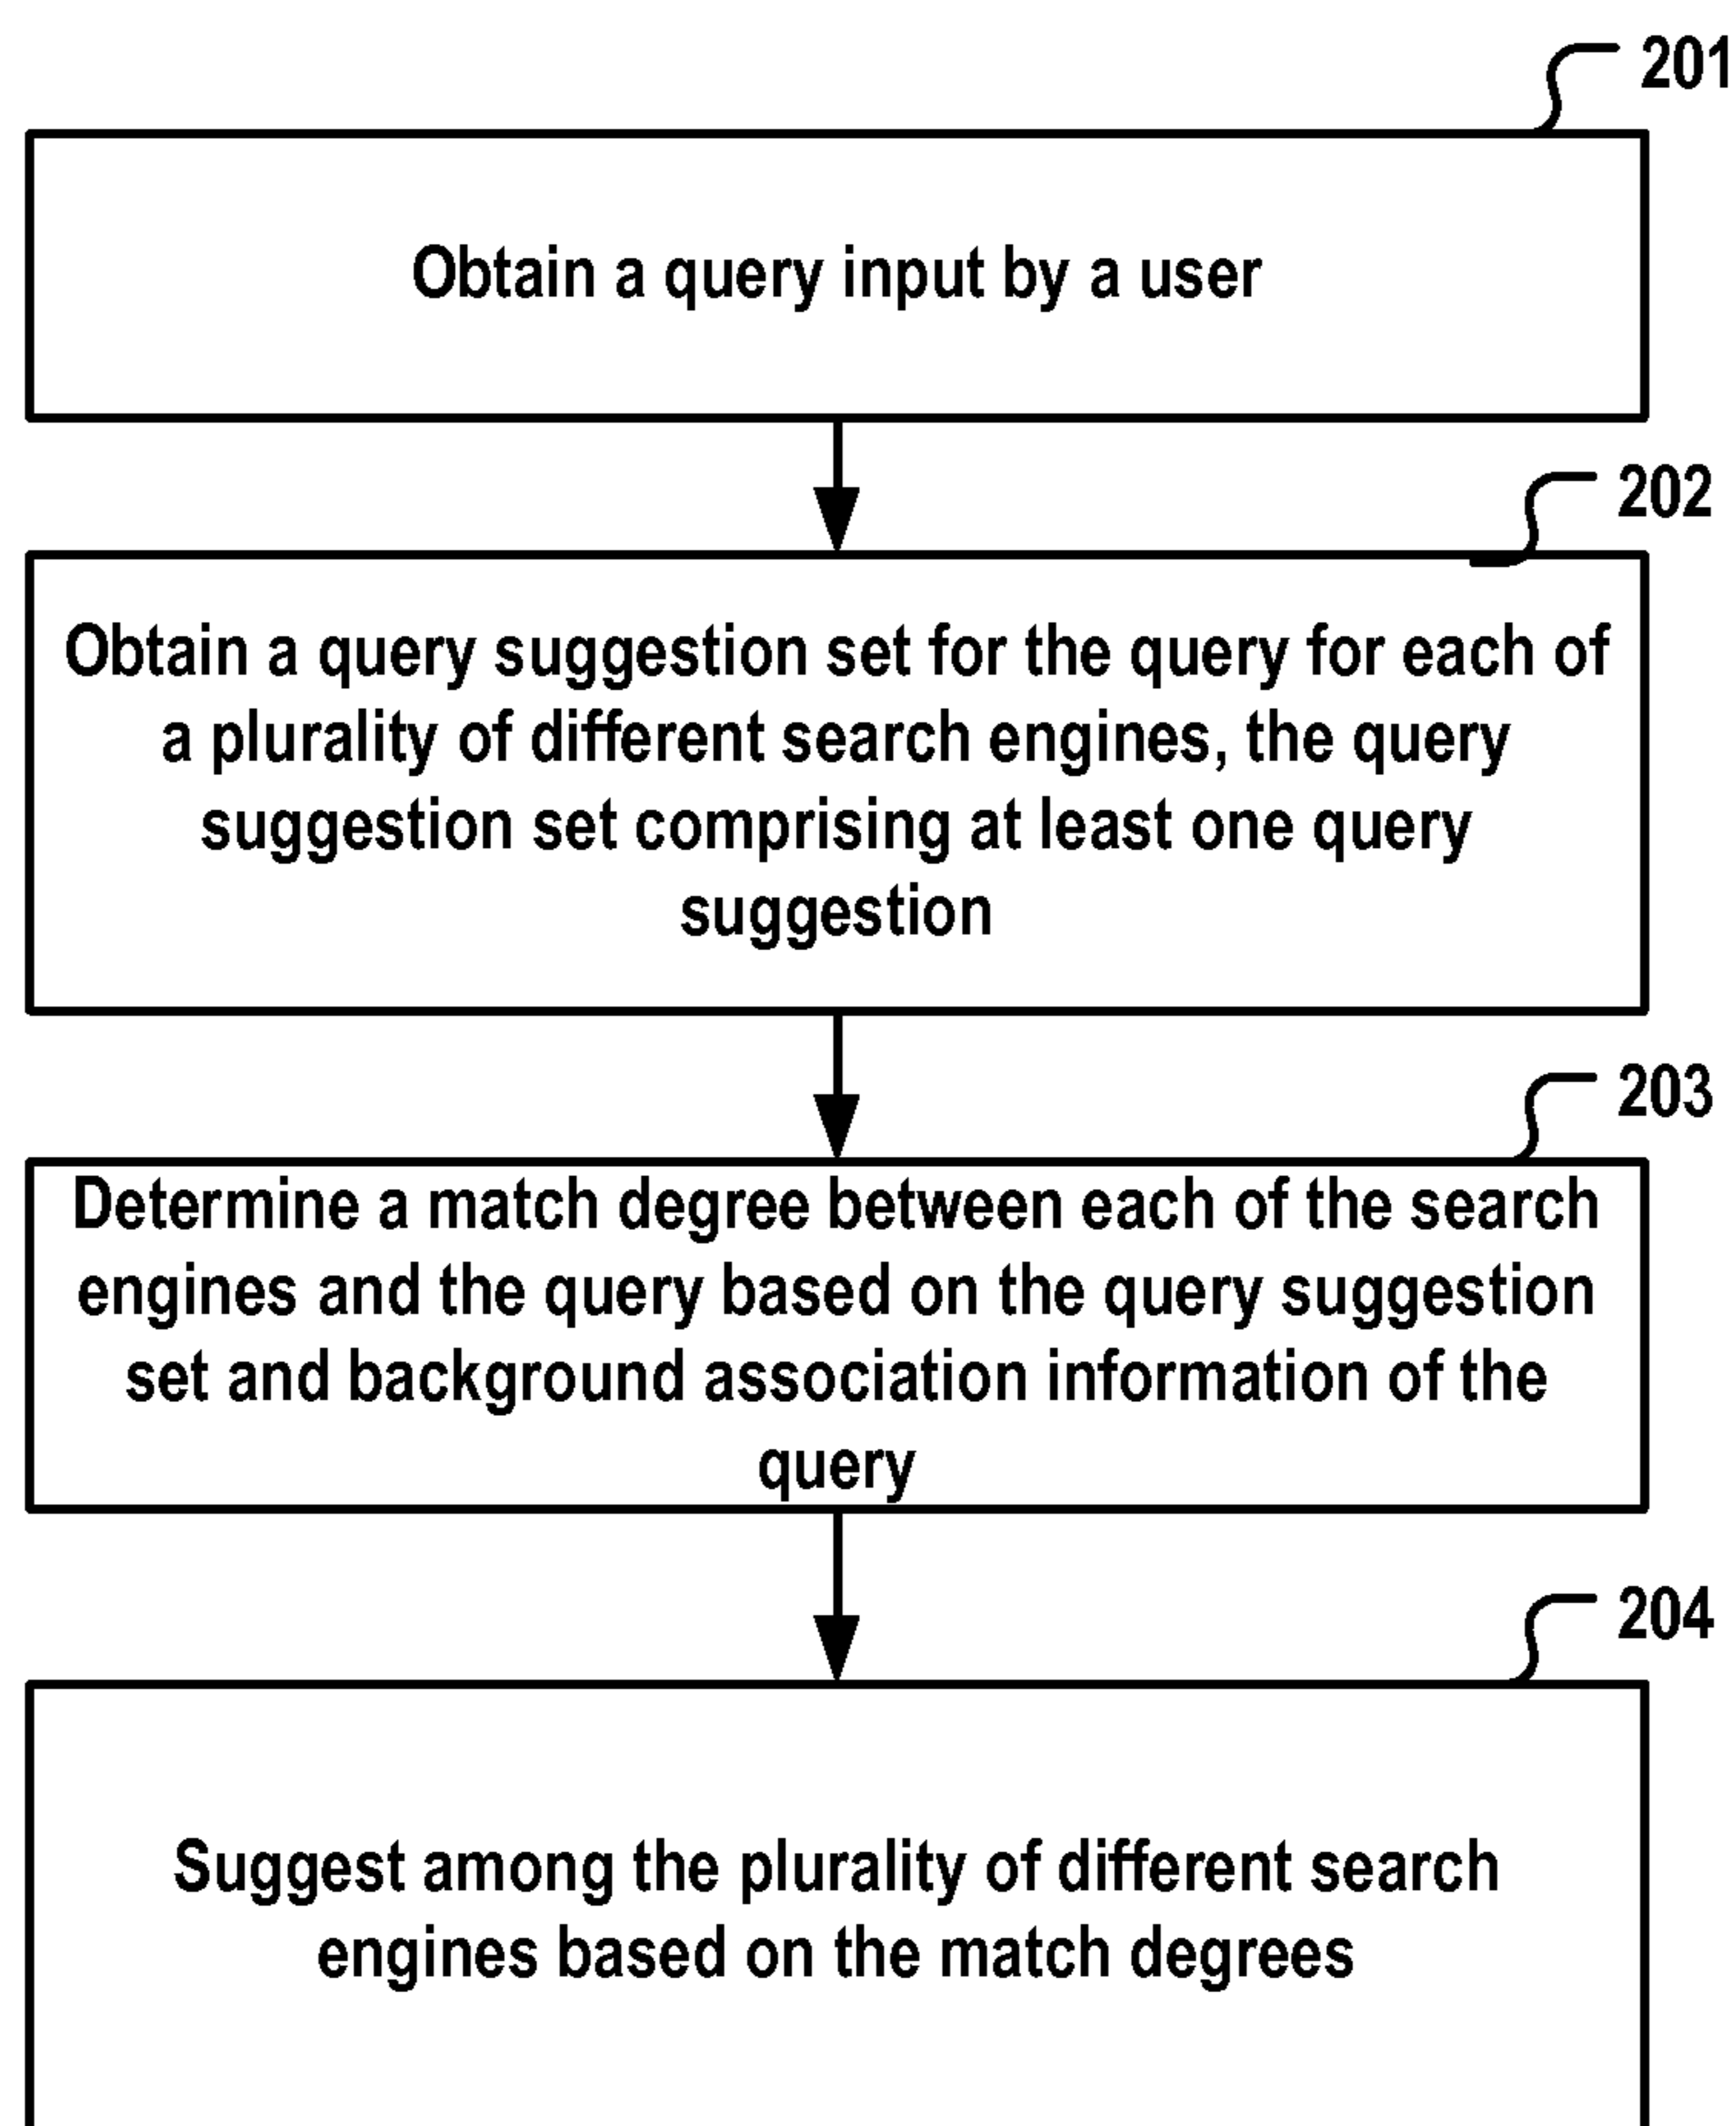 201
Obtain a query input by a user
202
Obtain a query suggestion set for the query for each of
a plurality of different search engines, the query
suggestion set comprising at least one query
suggestion
203
Determine a match degree between each of the search
engines and the query based on the query suggestion
set and background association information of the
query
204
Suggest among the plurality of different search
engines based on the match degrees